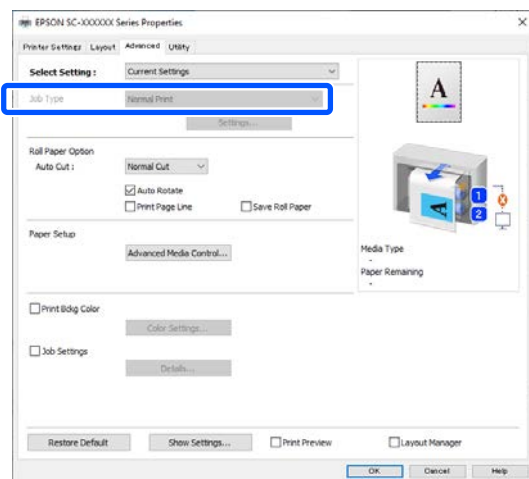 EPSON SC-XXXXXX Series Properties
Printer Settings Layout Advanced Utility
Select Setting : Current Settings
Job Type Normal Print
Settings...
Roll Paper Option
Auto Cut : Normal Cut
Auto Rotate
Print Page Line Save Roll Paper
Paper Setup
Advanced Media Control...
A
A
1
2
Media Type
-
Paper Remaining
-
Print Bdkg Color
Color Settings...
Job Settings
Details...
Restore Default Show Settings... Print Preview Layout Manager
OK Cancel Help